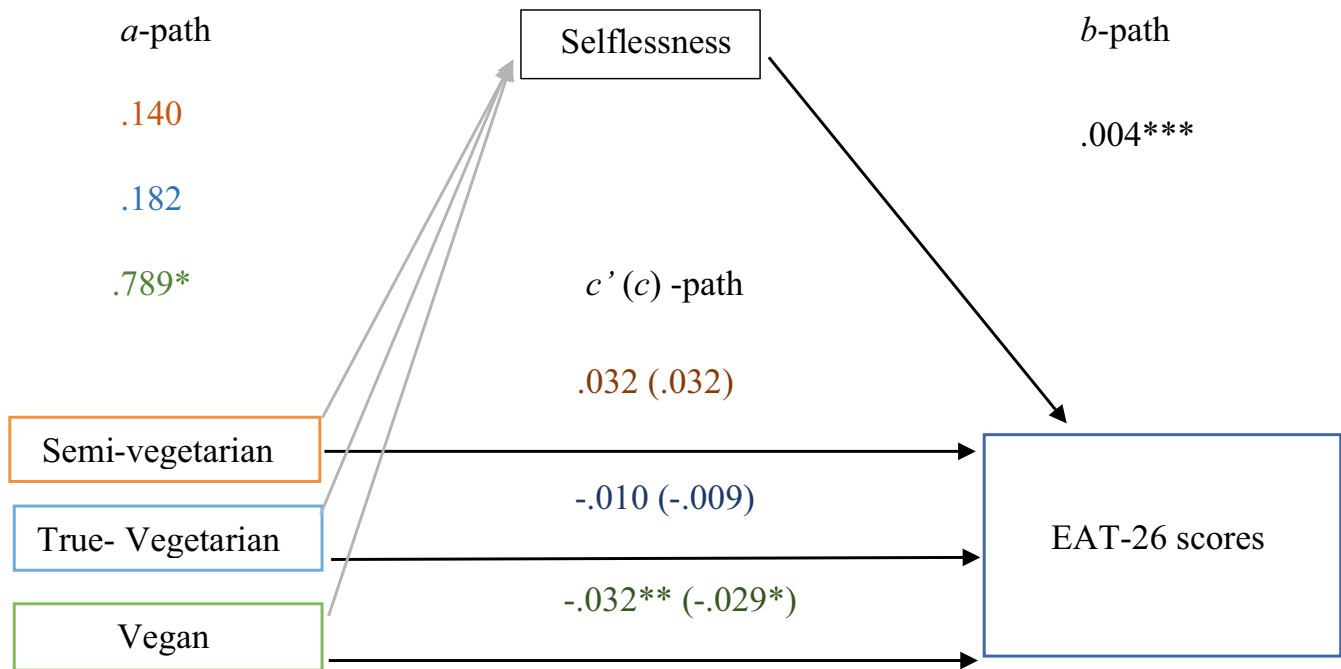 a-path
Selflessness
b-path
.140
.004***
.182
.789*
c’ (c) -path
.032 (.032)
Semi-vegetarian
-.010 (-.009)
True- Vegetarian
EAT-26 scores
-.032** (-.029*)
Vegan